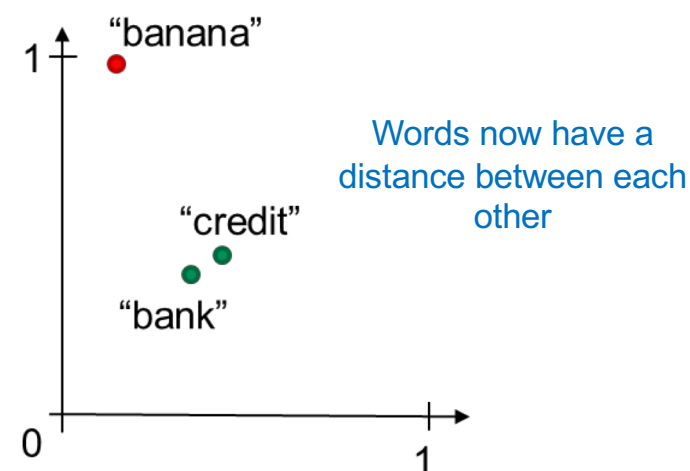 “banana”
1
Words now have a
distance between each
other
“credit”
“bank”
0
1